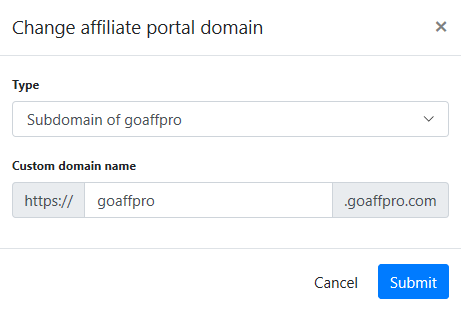 Change affiliate portal domain ×
Type
Subdomain of goaffpro
Custom domain name
https:// goaffpro .goaffpro.com
Cancel Submit